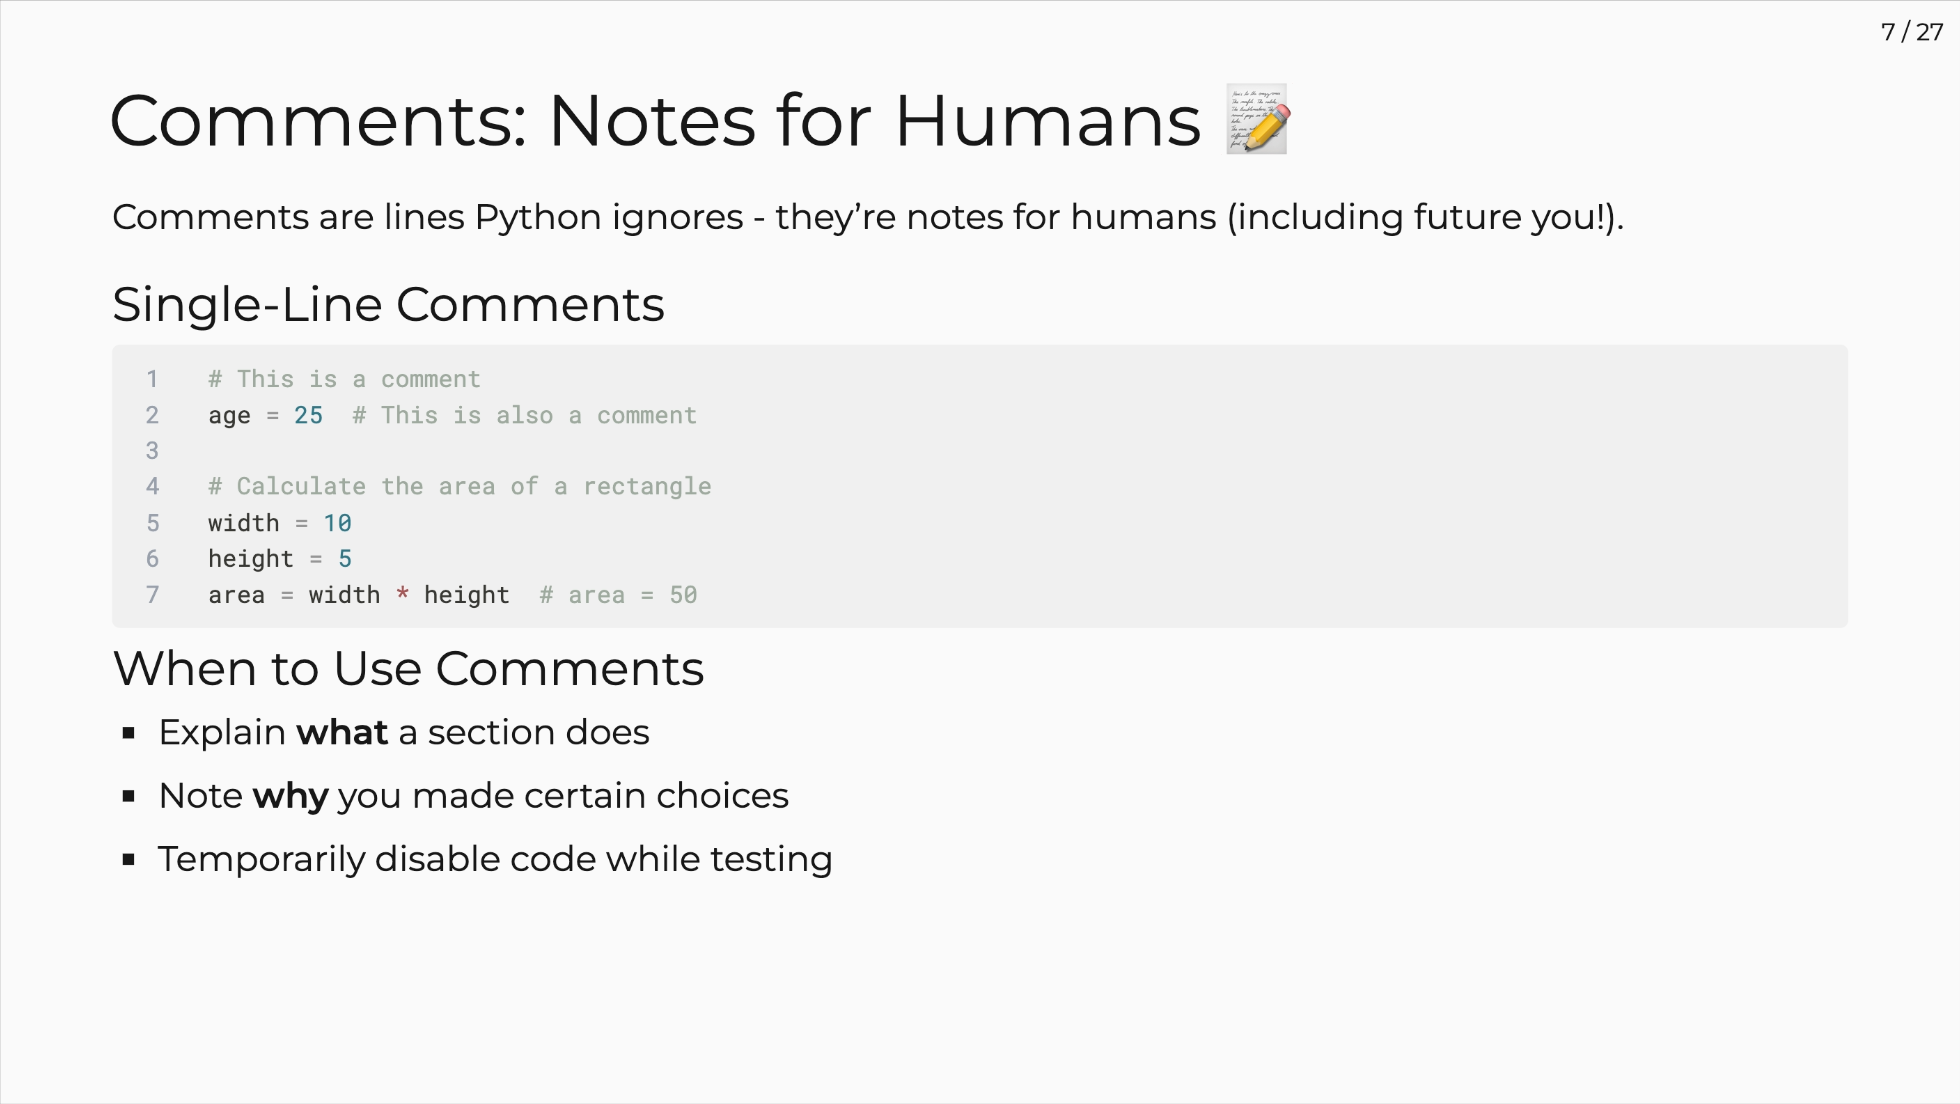 7 / 27
Comments: Notes for Humans 📝
Comments are lines Python ignores - they’re notes for humans (including future you!).
Single-Line Comments
1 # This is a comment
2 age = 25  # This is also a comment
3
4 # Calculate the area of a rectangle
5 width = 10
6 height = 5
7 area = width * height  # area = 50
When to Use Comments
▪ Explain what a section does
▪ Note why you made certain choices
▪ Temporarily disable code while testing